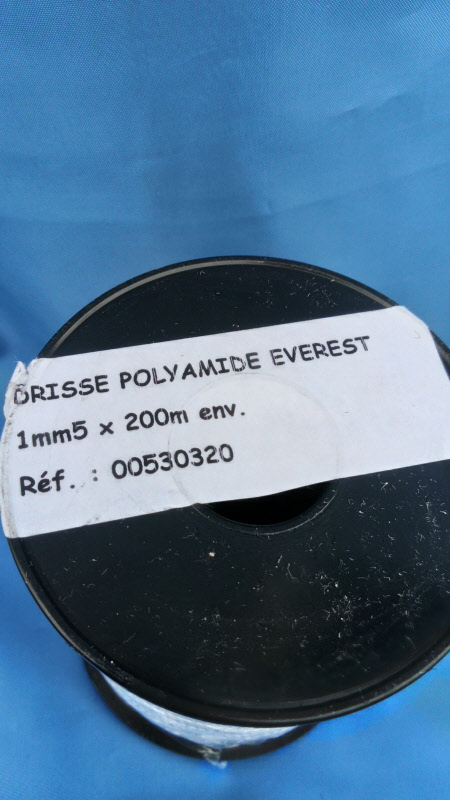 DRISSE POLYAMIDE EVEREST
1mm5 x 200m env.
Réf. : 00530320